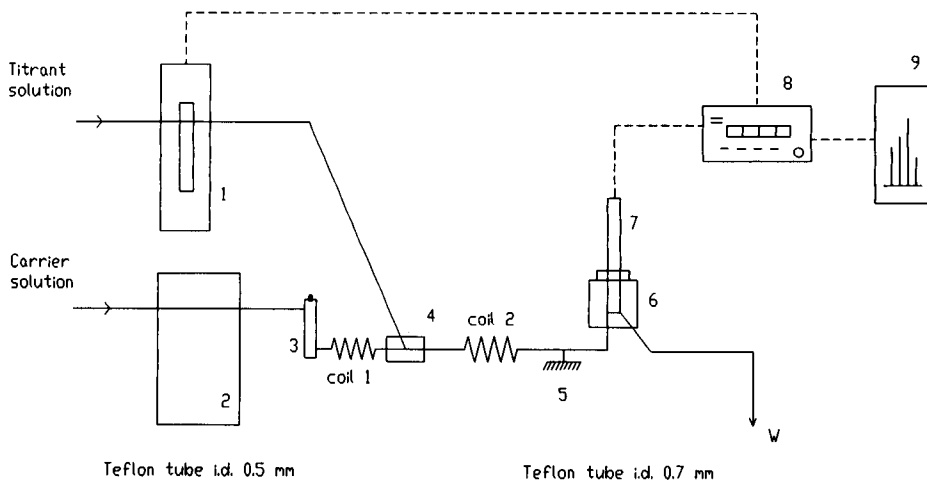 Titrant
solution
1
8
9
7
Carrier
solution
2
3
coil 1
4
coil 2
5
6
W
Teflon tube i.d. 0.5 mm
Teflon tube i.d. 0.7 mm